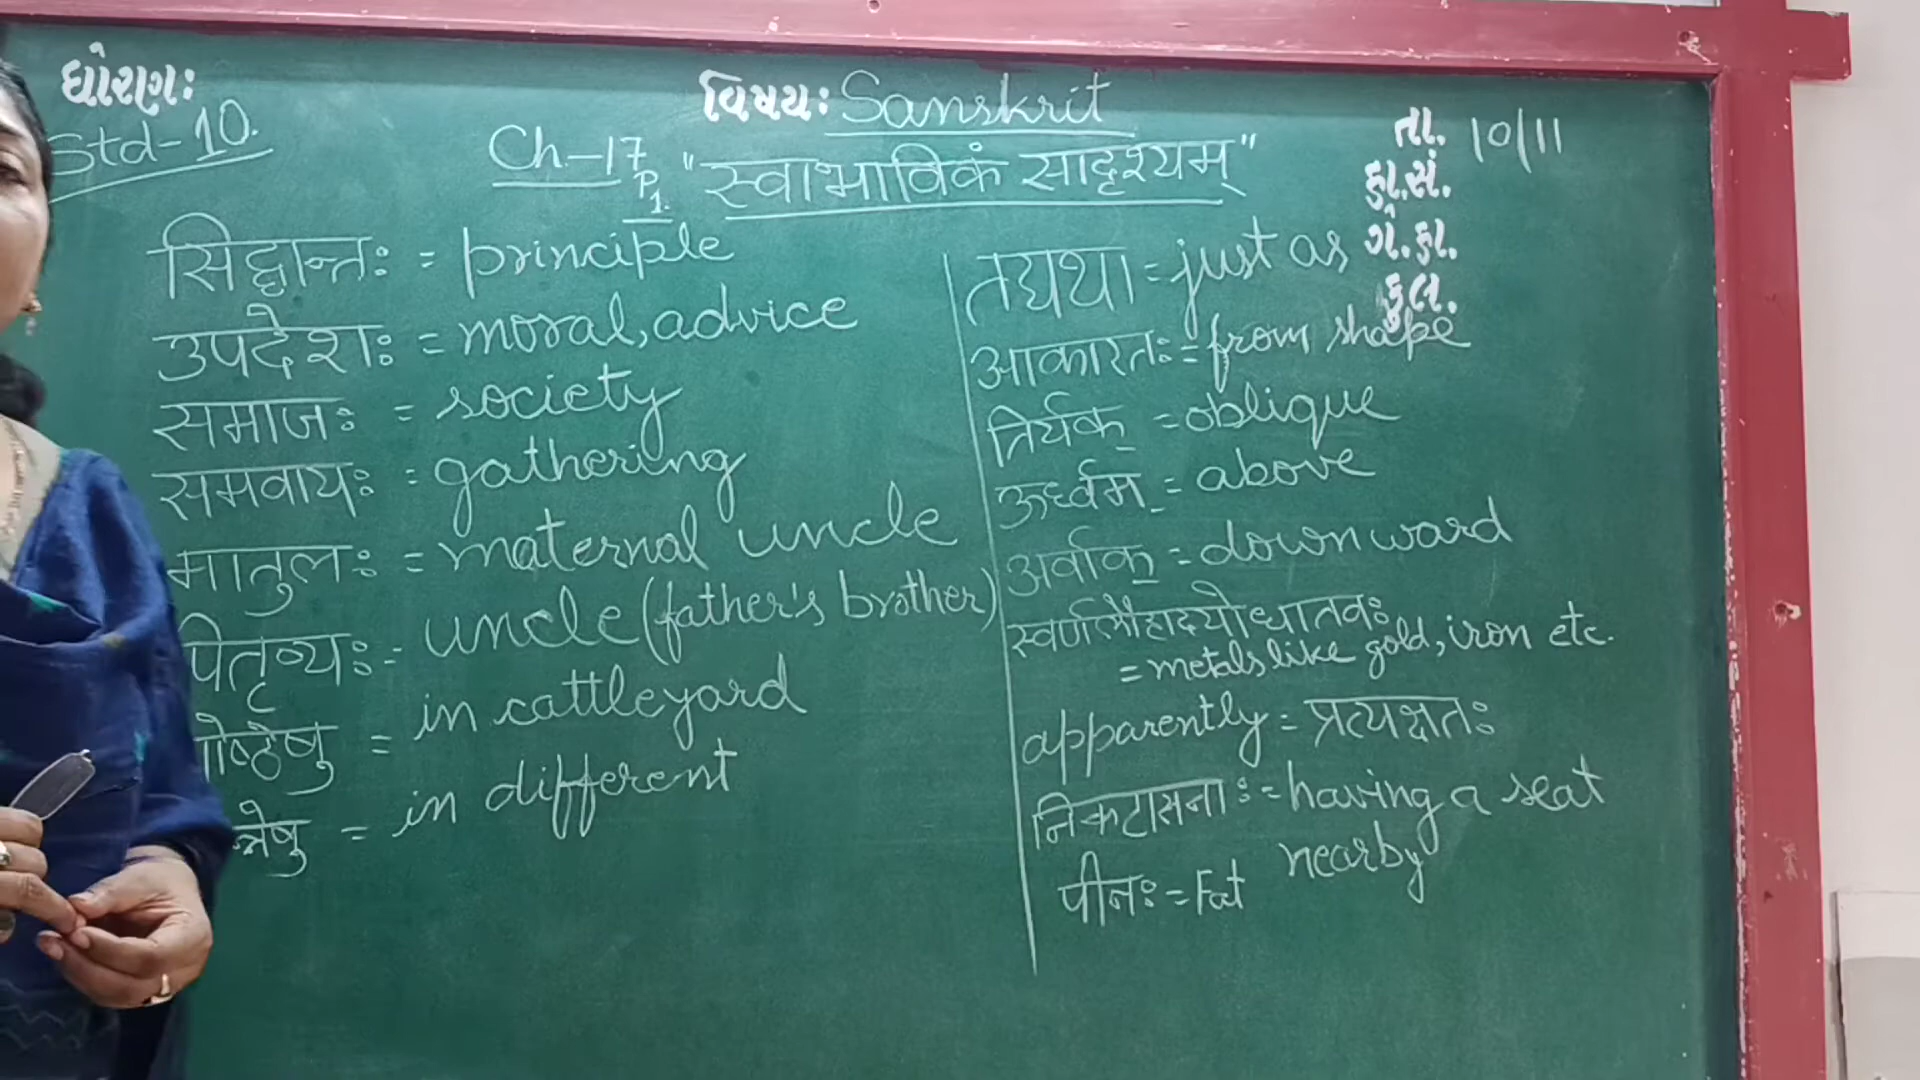 ધોરણઃ
Std-10.
વિષયઃ Sanskrit
Ch.-17 P1. "स्वाभाविकं सादृश्यम्"
તા. 10/11
હા.સં.
ગે.હા.
કુલ.
सिद्धान्तः = principle
उपदेशः = moral, advice
समाजः = society
समवायः = gathering
मातुलः = maternal uncle
पितृव्यः = uncle (father's brother)
गोष्ठेषु = in cattleyard
= in different
तद्यथा = just as
आकारतः = from shape
तिर्यक् = oblique
ऊर्ध्वम् = above
अर्वाक् = downward
स्वर्णलौहादयो धातवः
= metals like gold, iron etc.
apparently = प्रत्यक्षतः
निकटासनाः = having a seat
nearby
पीनः = Fat